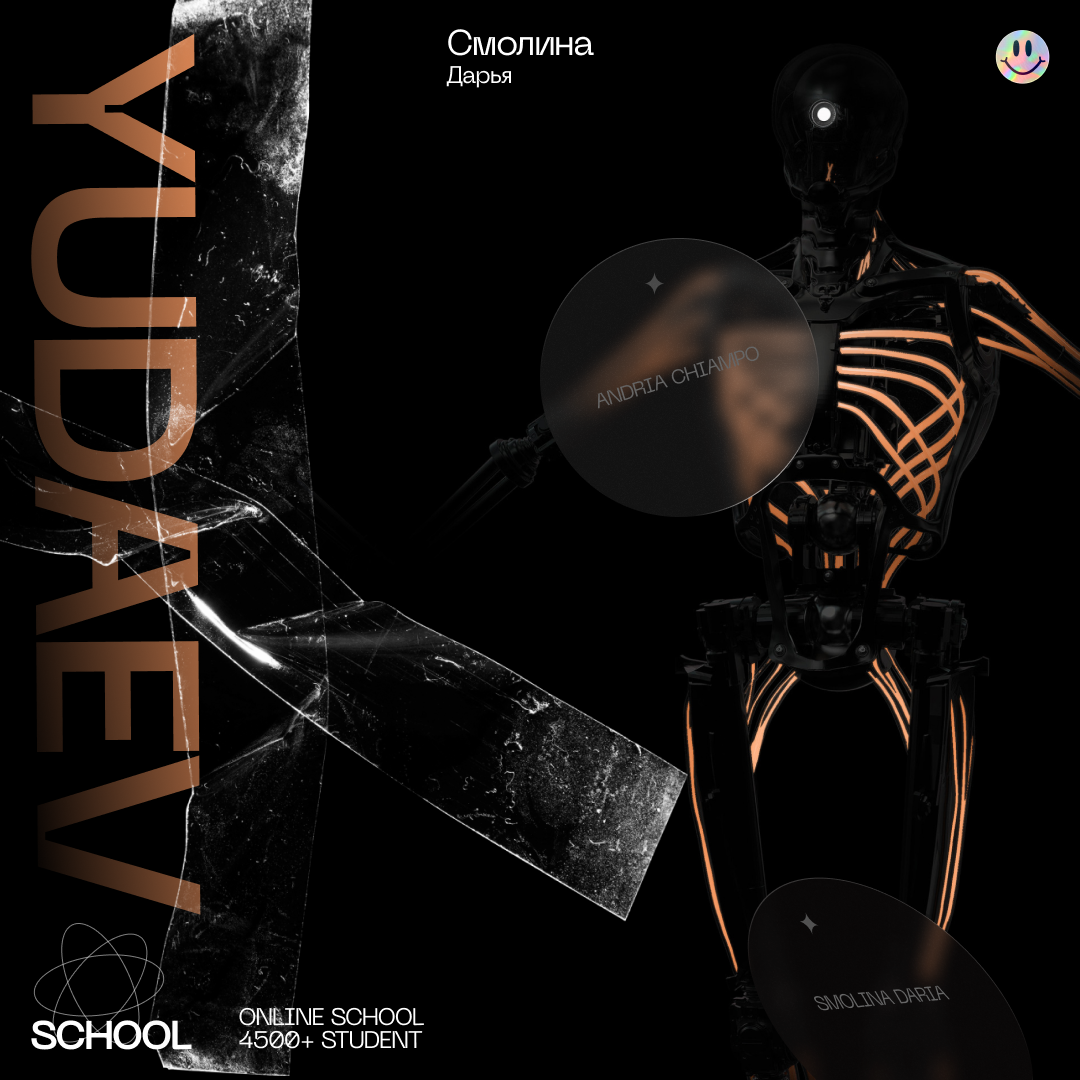 Смолина
Дарья
YUDAEV
ANDRIA CHIAMPO
SMOLINA DARIA
SCHOOL
ONLINE SCHOOL
4500+ STUDENT